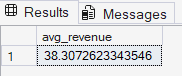 Results Messages
avg_revenue
1 38.3072623343546